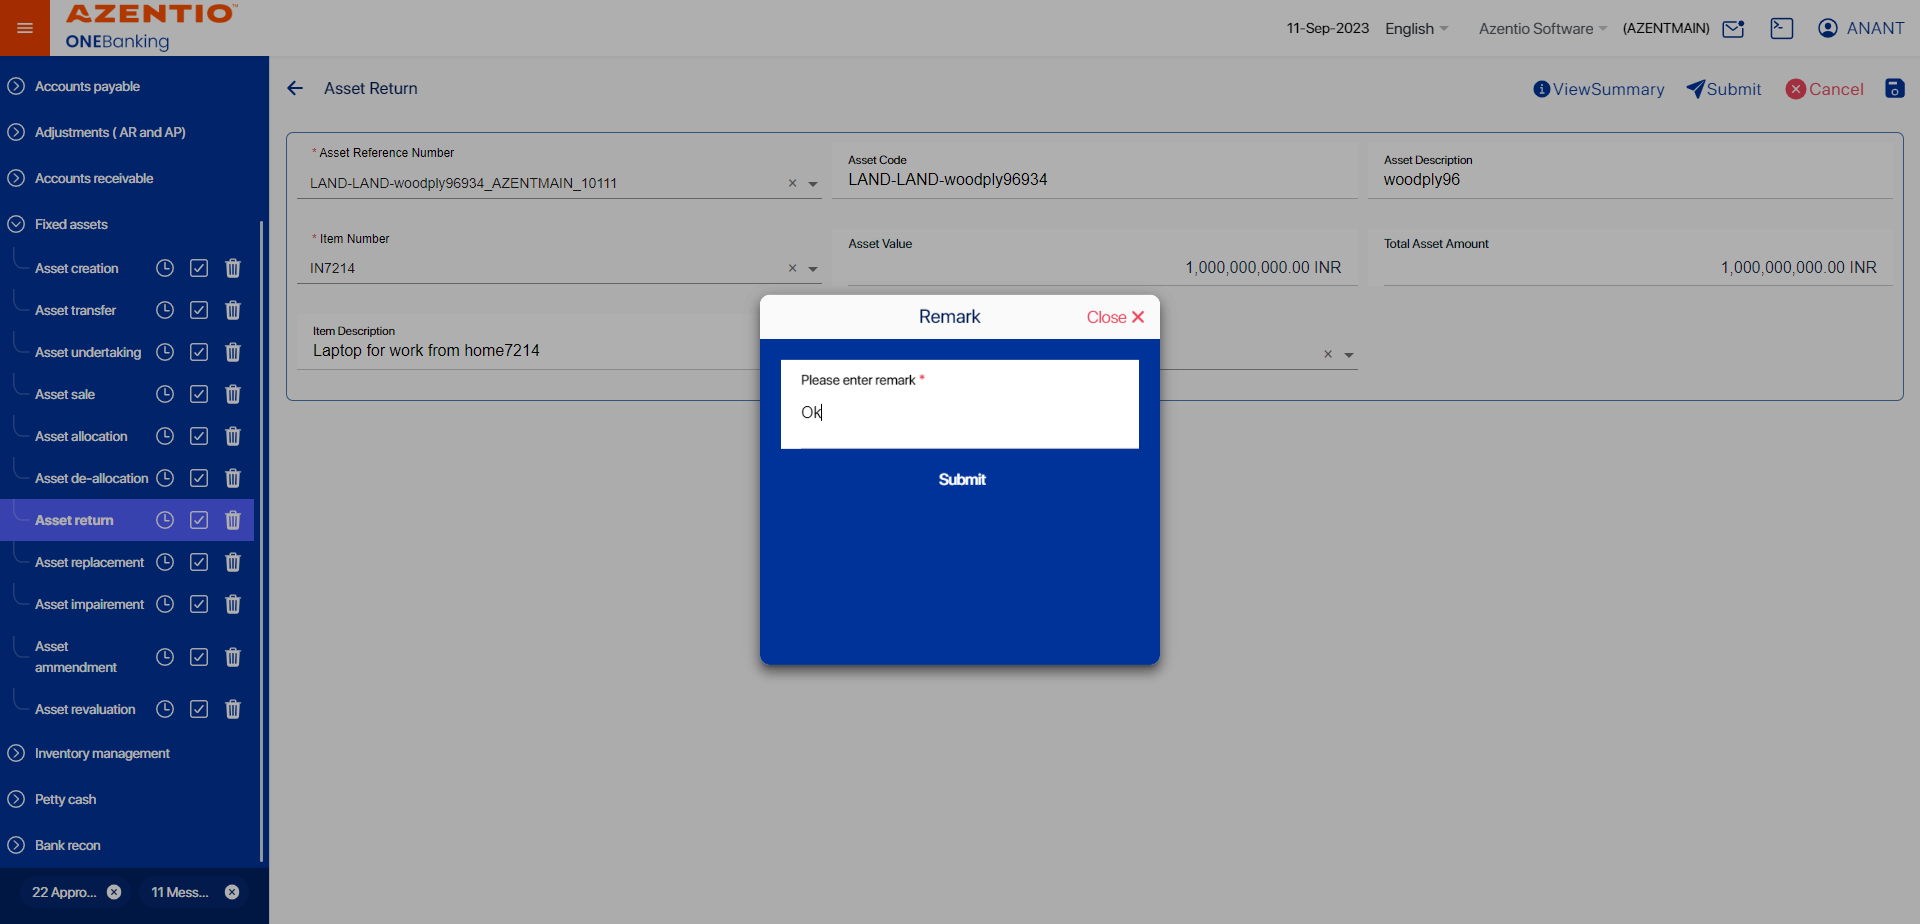 AZENTIO™
ONEBanking
11-Sep-2023 English Azentio Software (AZENTMAIN) ANANT
Accounts payable
Adjustments ( AR and AP)
Accounts receivable
Fixed assets
Asset creation
Asset transfer
Asset undertaking
Asset sale
Asset allocation
Asset de-allocation
Asset return
Asset replacement
Asset impairement
Asset
ammendment
Asset revaluation
Inventory management
Petty cash
Bank recon
22 Appro...
11 Mess...
Asset Return
ViewSummary Submit Cancel
* Asset Reference Number
LAND-LAND-woodply96934_AZENTMAIN_10111
Asset Code
LAND-LAND-woodply96934
Asset Description
woodply96
* Item Number
IN7214
Asset Value
1,000,000,000.00 INR
Total Asset Amount
1,000,000,000.00 INR
Item Description
Laptop for work from home7214
Remark
Close
Please enter remark *
Ok
Submit